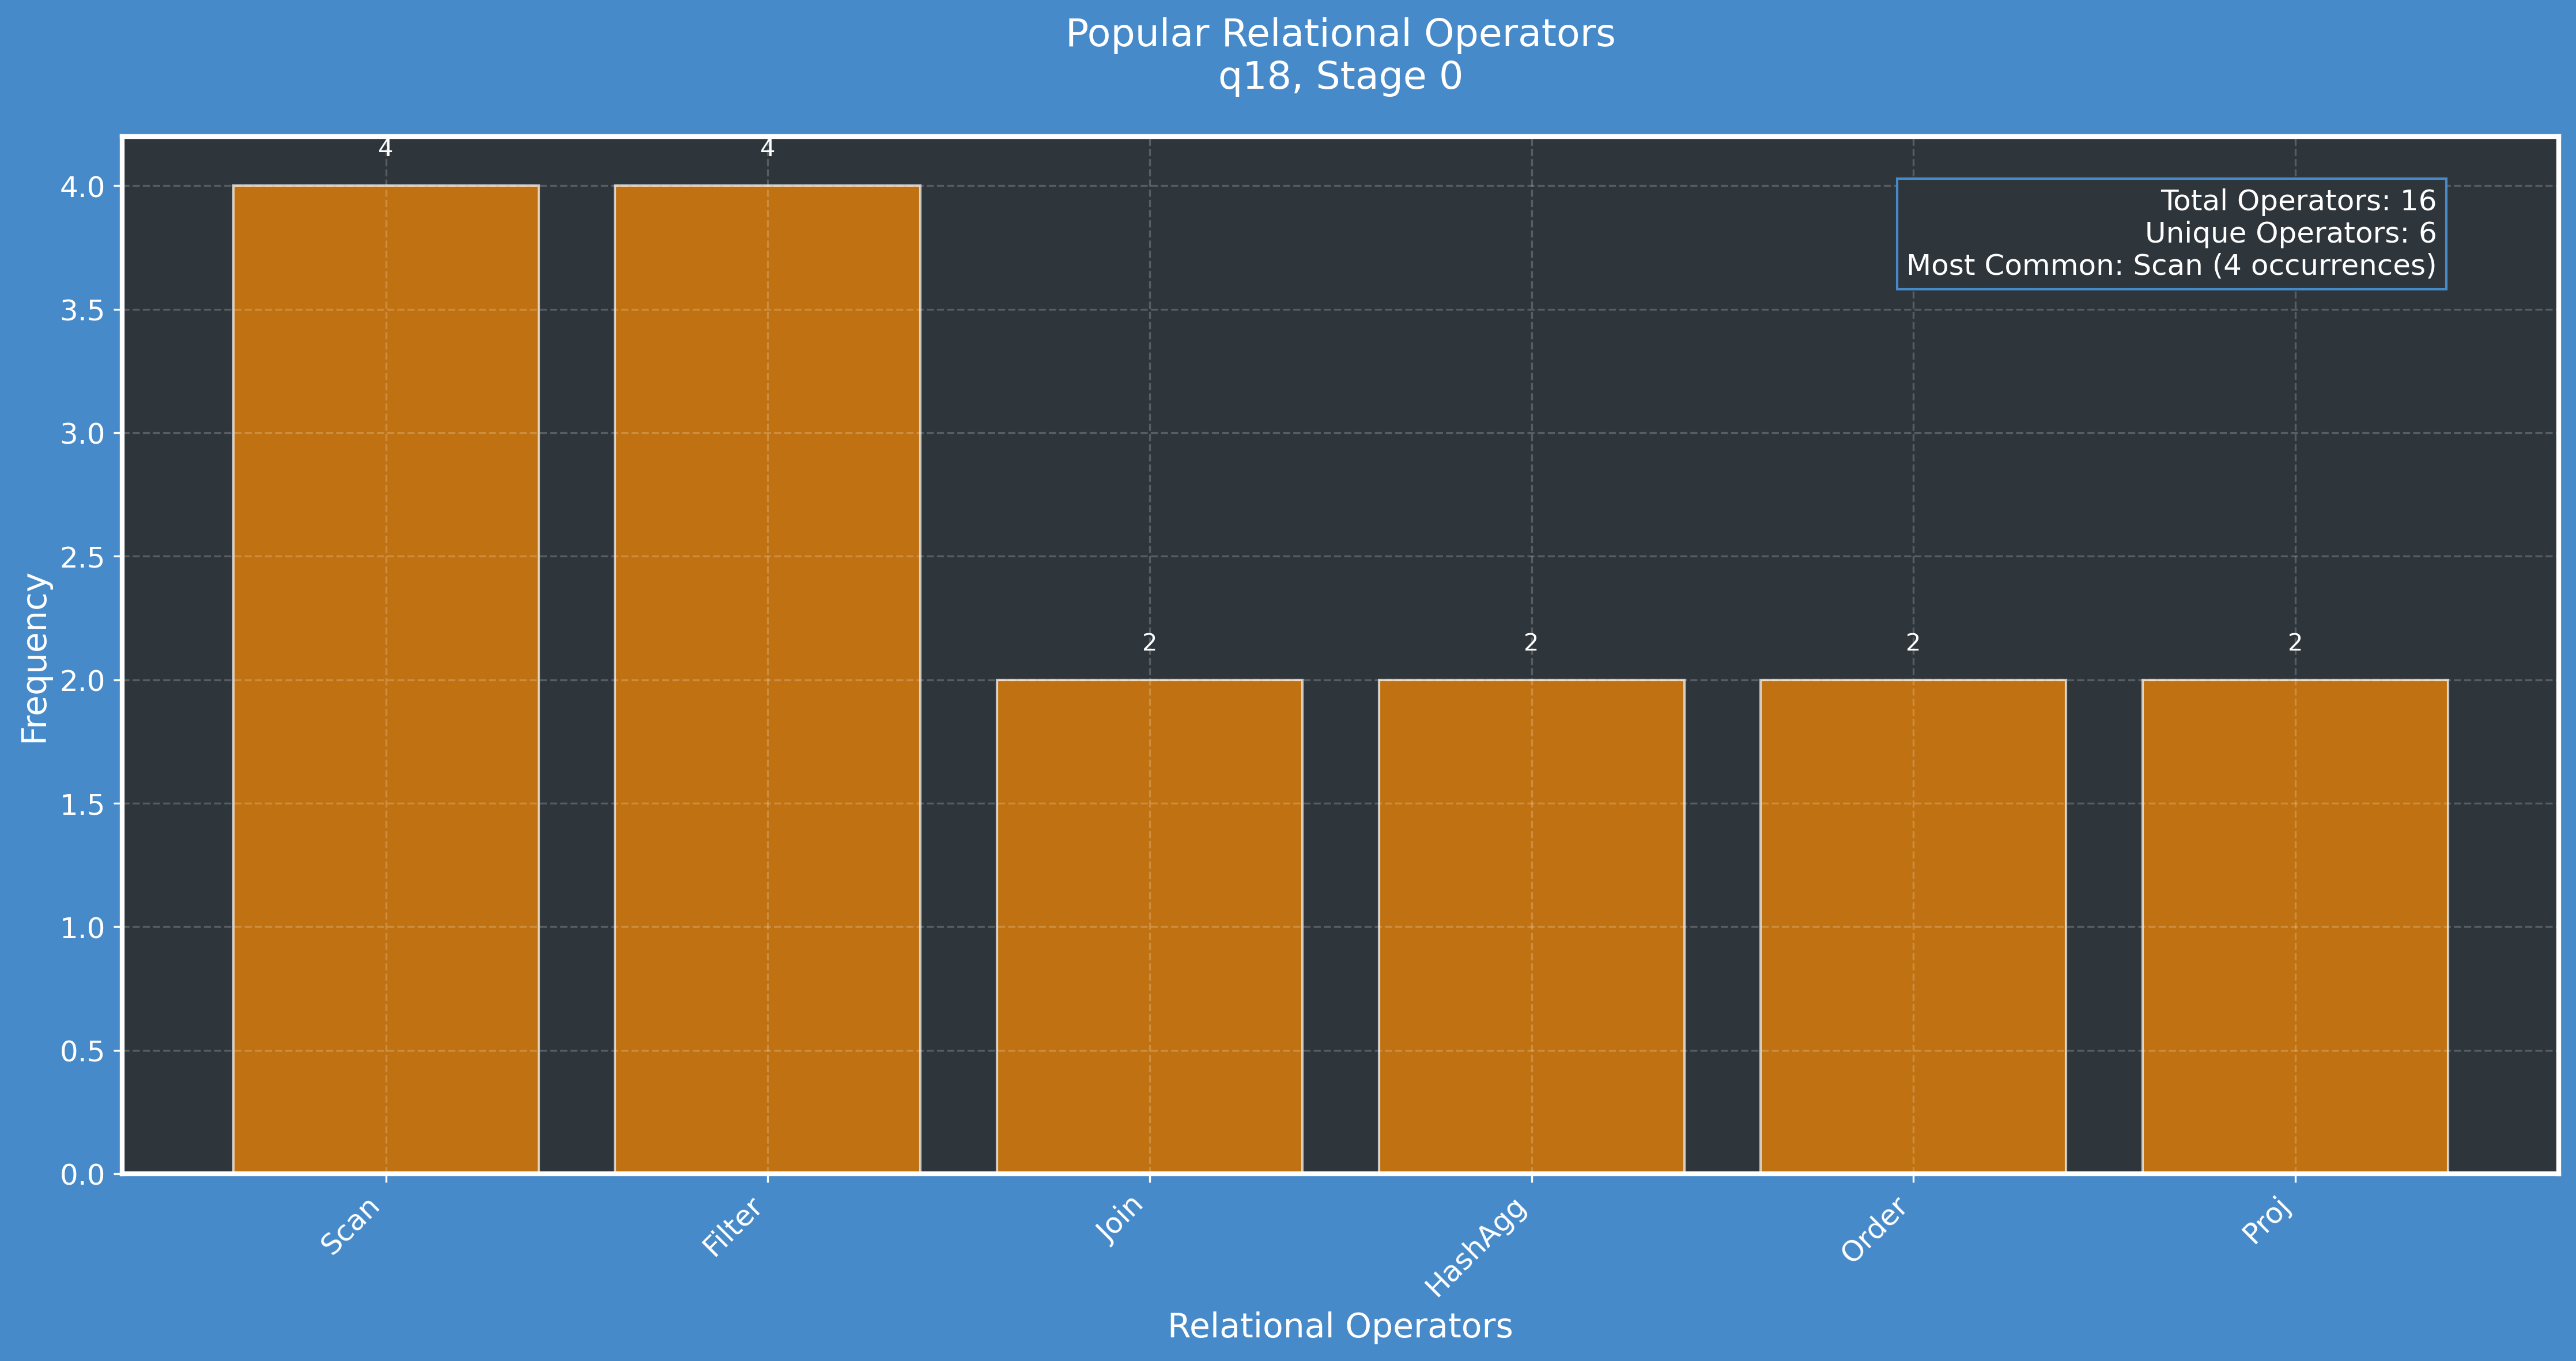 Popular Relational Operators
q18, Stage 0
4
4
2
2
2
2
Total Operators: 16
Unique Operators: 6
Most Common: Scan (4 occurrences)
4.0
3.5
3.0
2.5
2.0
1.5
1.0
0.5
0.0
Frequency
Scan
Filter
Join
HashAgg
Order
Proj
Relational Operators